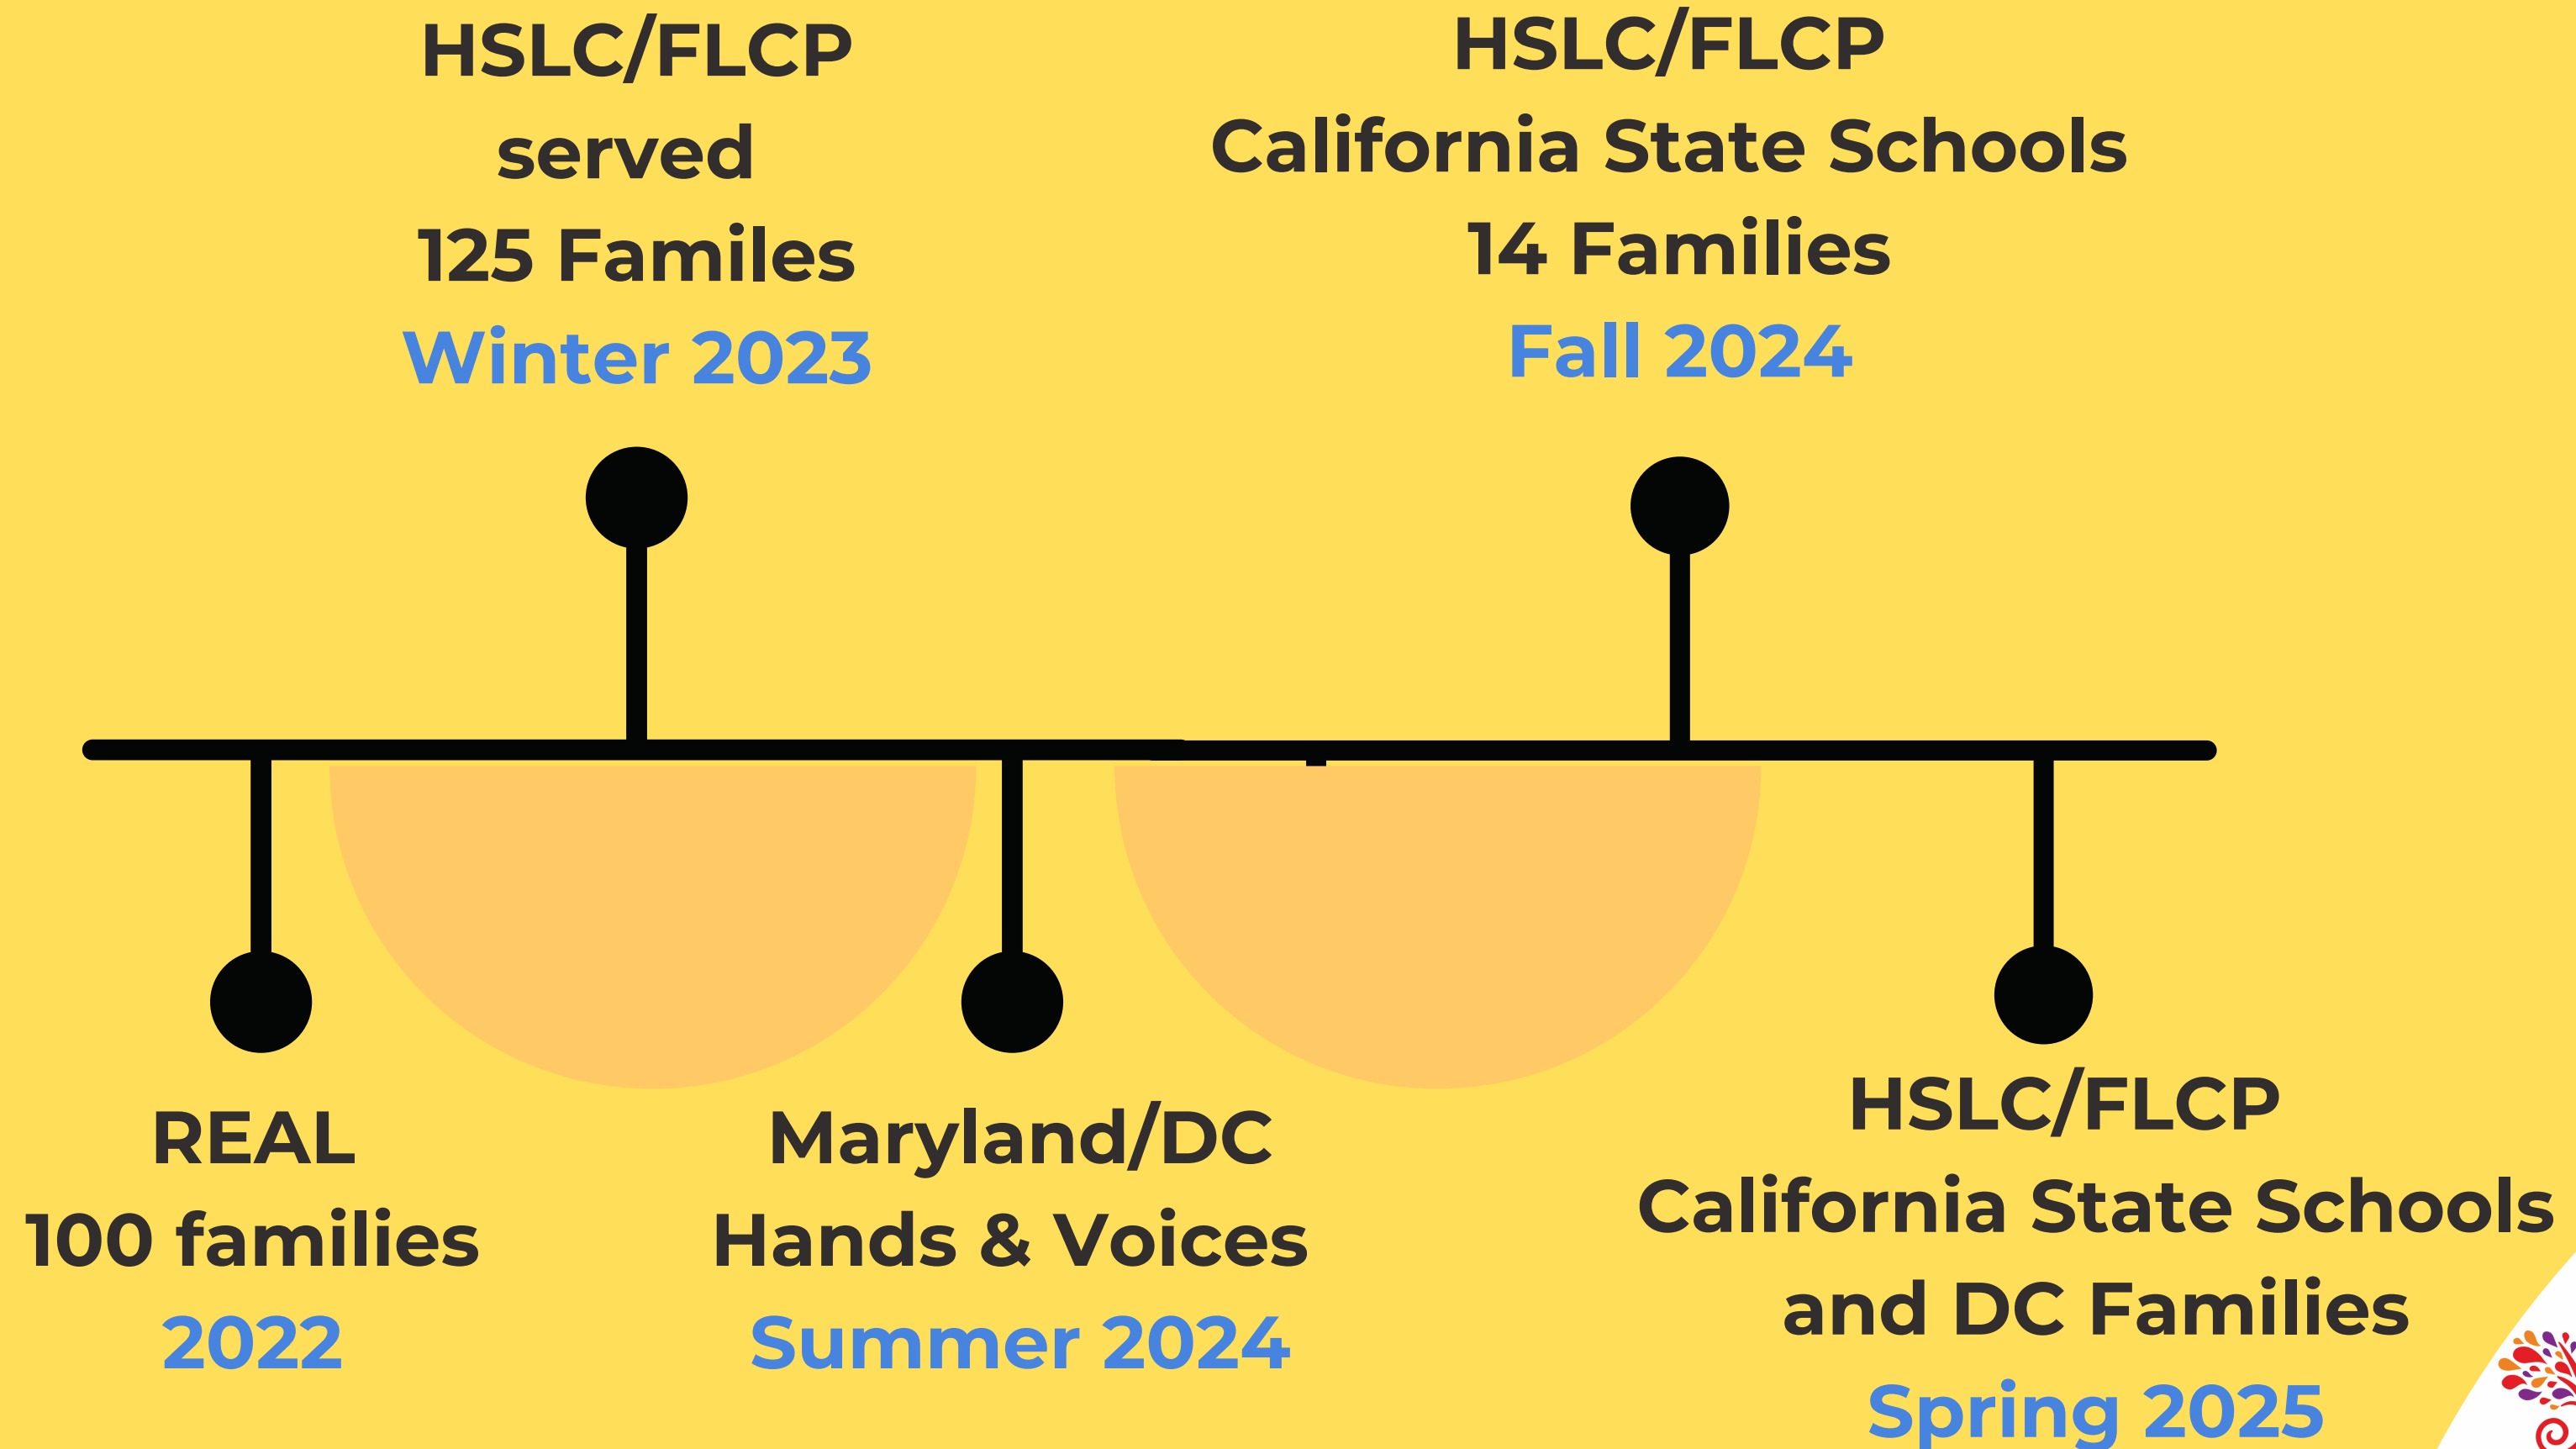 HSLC/FLCP
served
125 Familes
Winter 2023
HSLC/FLCP
California State Schools
14 Families
Fall 2024
REAL
100 families
2022
Maryland/DC
Hands & Voices
Summer 2024
HSLC/FLCP
California State Schools
and DC Families
Spring 2025